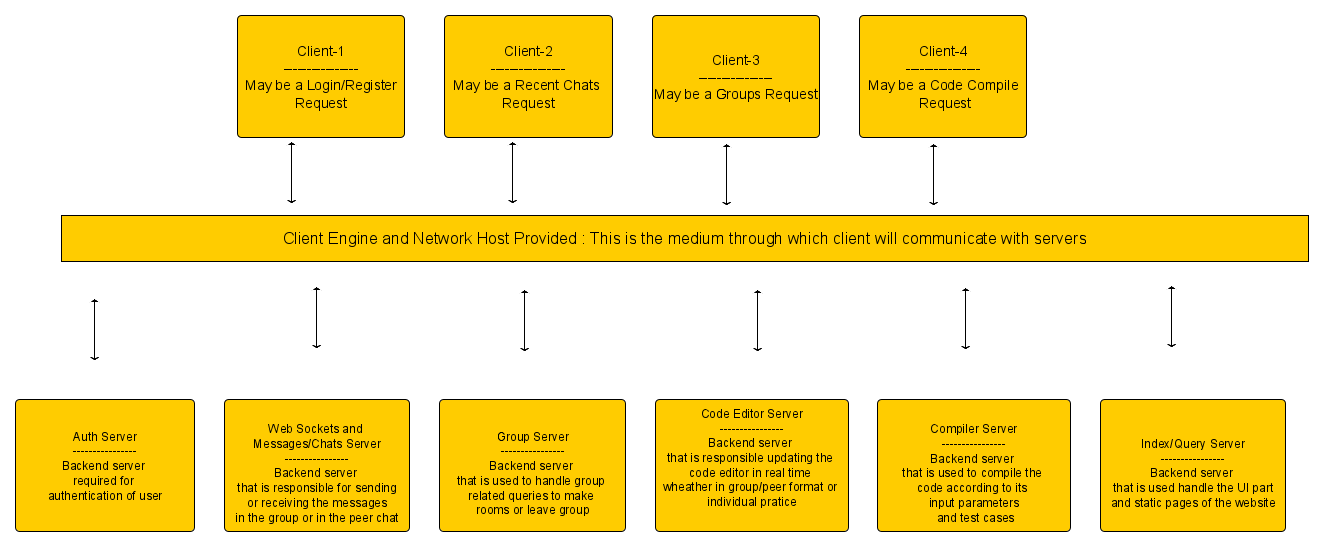 Client-1
----------------
May be a Login/Register
Request
Client-2
----------------
May be a Recent Chats
Request
Client-3
----------------
May be a Groups Request
Client-4
----------------
May be a Code Compile
Request
Client Engine and Network Host Provided : This is the medium through which client will communicate with servers
Auth Server
----------------
Backend server
required for
authentication of user
Web Sockets and
Messages/Chats Server
----------------
Backend server
that is responsible for sending
or receiving the messages
in the group or in the peer chat
Group Server
----------------
Backend server
that is used to handle group
related queries to make
rooms or leave group
Code Editor Server
----------------
Backend server
that is responsible updating the
code editor in real time
wheather in group/peer format or
individual pratice
Compiler Server
----------------
Backend server
that is used to compile the
code according to its
input parameters
and test cases
Index/Query Server
----------------
Backend server
that is used handle the UI part
and static pages of the website